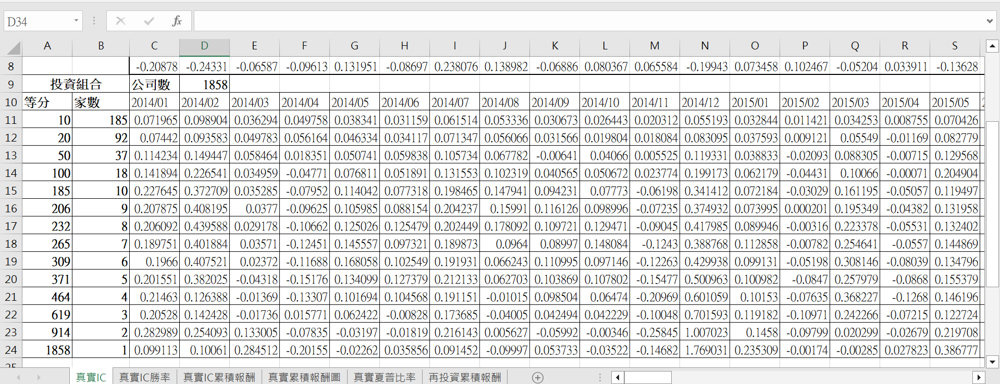 D34 fx
A B C D E F G H I J K L M N O P Q R S
8 -0.20878 -0.24331 -0.06587 -0.09613 0.131951 -0.08697 0.238076 0.138982 -0.06886 0.080367 0.065584 -0.19943 0.073458 0.102467 -0.05204 0.033911 -0.13628
9 投資組合 公司數 1858
10 等分 家數 2014/01 2014/02 2014/03 2014/04 2014/05 2014/06 2014/07 2014/08 2014/09 2014/10 2014/11 2014/12 2015/01 2015/02 2015/03 2015/04 2015/05
11 10 185 0.071965 0.098904 0.036294 0.049758 0.038341 0.031159 0.061514 0.053336 0.030673 0.026443 0.020312 0.055193 0.032844 0.011421 0.034253 0.008755 0.070426
12 20 92 0.07442 0.093583 0.049783 0.056164 0.046334 0.034117 0.071347 0.056066 0.031566 0.019804 0.018084 0.083095 0.037593 0.009121 0.05549 -0.01169 0.082779
13 50 37 0.114234 0.149447 0.058464 0.018351 0.050741 0.059838 0.105734 0.067782 -0.00641 0.04066 0.005525 0.119331 0.038833 -0.02093 0.088305 -0.00715 0.129568
14 100 18 0.141894 0.226541 0.034959 -0.04771 0.076811 0.051891 0.131553 0.102319 0.040565 0.050672 0.023774 0.199173 0.062179 -0.04431 0.10066 -0.00071 0.204904
15 185 10 0.227645 0.372709 0.035285 -0.07952 0.114042 0.077318 0.198465 0.147941 0.094231 0.07773 -0.06198 0.341412 0.072184 -0.03029 0.161195 -0.05057 0.119497
16 206 9 0.207875 0.408195 0.0377 -0.09625 0.105985 0.088154 0.204237 0.15991 0.116126 0.098996 -0.07235 0.374932 0.073995 0.000201 0.195349 -0.04382 0.131958
17 232 8 0.206092 0.439588 0.029178 -0.10662 0.125026 0.125479 0.202449 0.178092 0.109721 0.129471 -0.09045 0.417985 0.089946 -0.00316 0.223378 -0.05531 0.132402
18 265 7 0.189751 0.401884 0.03571 -0.12451 0.145557 0.097321 0.189873 0.0964 0.08997 0.148084 -0.1243 0.388768 0.112858 -0.00782 0.254641 -0.0557 0.144869
19 309 6 0.1966 0.407521 0.02372 -0.11688 0.168058 0.102549 0.191931 0.066243 0.110995 0.097146 -0.12263 0.429938 0.099131 -0.05198 0.308146 -0.08039 0.134796
20 371 5 0.201551 0.382025 -0.04318 -0.15176 0.134099 0.127379 0.212133 0.062703 0.103869 0.107802 -0.15477 0.500963 0.100982 -0.0847 0.257979 -0.0868 0.155379
21 464 4 0.21463 0.126388 -0.01369 -0.13307 0.101694 0.104568 0.191151 -0.01015 0.098504 0.06474 -0.20969 0.601059 0.10153 -0.07635 0.368227 -0.1268 0.146196
22 619 3 0.20528 0.142428 -0.01736 0.015771 0.062422 -0.00828 0.173685 -0.04005 0.042494 0.042229 -0.10048 0.701593 0.119182 -0.10971 0.242266 -0.07215 0.122724
23 914 2 0.282989 0.254093 0.133005 -0.07835 -0.03197 -0.01819 0.216143 0.005627 -0.05992 -0.00346 -0.25845 1.007023 0.1458 -0.09799 0.020299 -0.02679 0.219708
24 1858 1 0.099113 0.10061 0.284512 -0.20155 -0.02262 0.035856 0.091452 -0.09997 0.053733 -0.03522 -0.14682 1.769031 0.235309 -0.00174 -0.00285 0.027823 0.386777
真實IC 真實IC勝率 真實IC累積報酬 真實累積報酬圖 真實夏普比率 再投資累積報酬